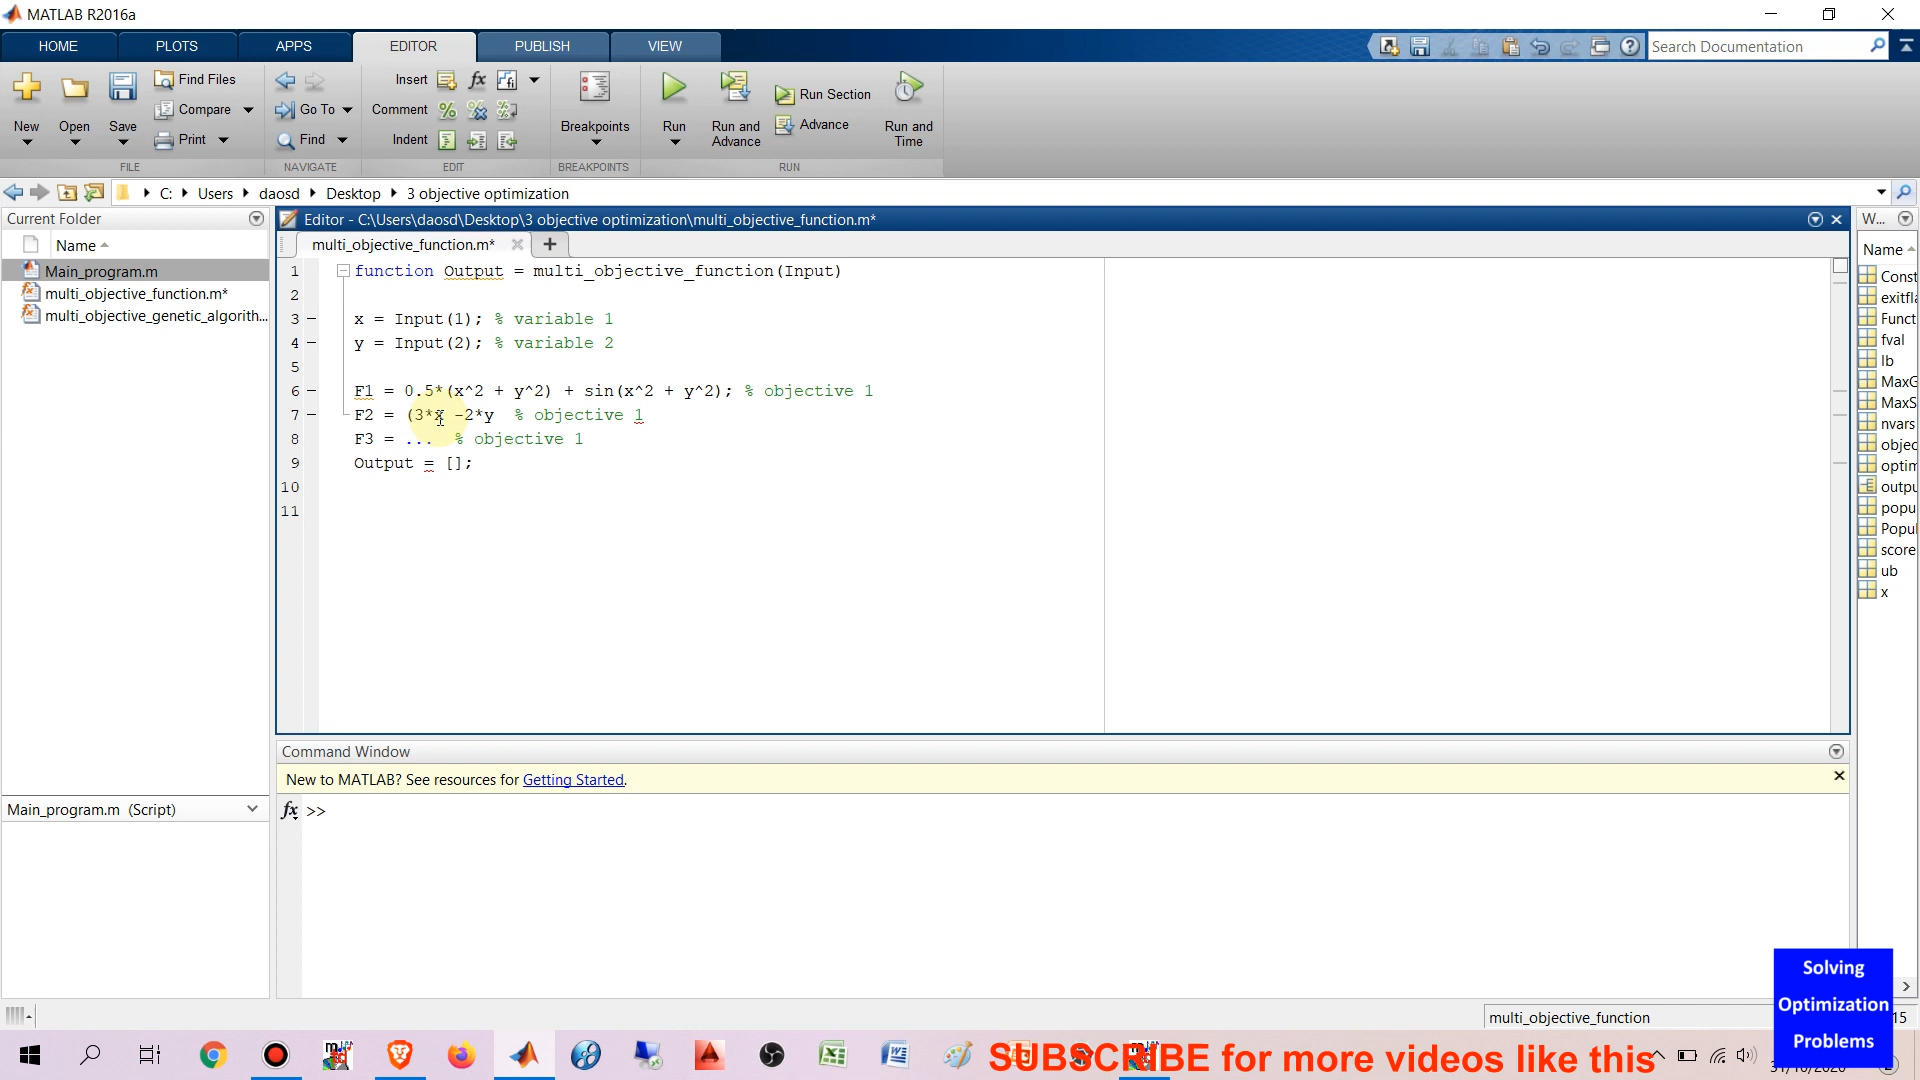 MATLAB R2016a
HOME PLOTS APPS EDITOR PUBLISH VIEW
Search Documentation
New Open Save Find Files Compare Print FILE
Go To Find NAVIGATE
Insert Comment Indent EDIT
Breakpoints BREAKPOINTS
Run Run and Advance Run Section Advance Run and Time RUN
C: Users daosd Desktop 3 objective optimization
Current Folder
Name
Main_program.m
multi_objective_function.m*
multi_objective_genetic_algorith...
Main_program.m (Script)
Editor - C:\Users\daosd\Desktop\3 objective optimization\multi_objective_function.m*
multi_objective_function.m*
1 function Output = multi_objective_function(Input)
2
3 x = Input(1); % variable 1
4 y = Input(2); % variable 2
5
6 F1 = 0.5*(x^2 + y^2) + sin(x^2 + y^2); % objective 1
7 F2 = (3*x -2*y % objective 1
8 F3 = ... % objective 1
9 Output = [];
10
11
Command Window
New to MATLAB? See resources for Getting Started.
fx >>
W...
Name
Const
exitfl
Funct
fval
lb
MaxG
MaxS
nvars
objec
optim
outpu
popu
Popul
score
ub
x
multi_objective_function
15
Solving
Optimization
Problems
SUBSCRIBE for more videos like this